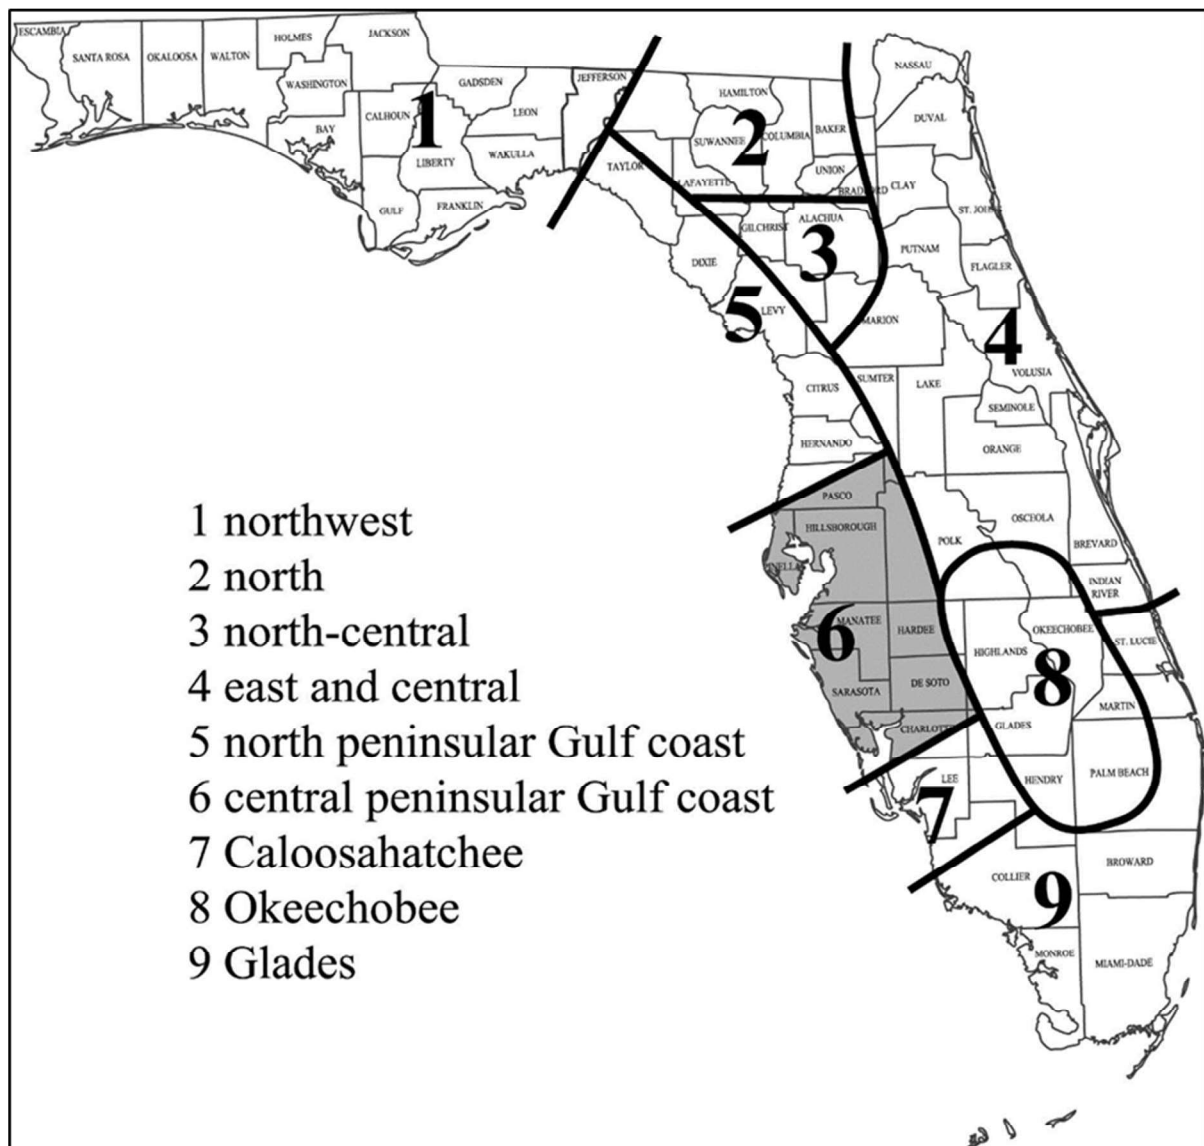 ESCAMBIA
SANTA ROSA
OKALOOSA
WALTON
HOLMES
JACKSON
WASHINGTON
BAY
CALHOUN
GADSDEN
LEON
JEFFERSON
1
LIBERTY
WAKULLA
GULF
FRANKLIN
HAMILTON
SUWANNEE
COLUMBIA
BAKER
2
TAYLOR
LAFAYETTE
UNION
BRADFORD
NASSAU
DUVAL
CLAY
ST. JOHNS
PUTNAM
FLAGLER
GILCHRIST
ALACHUA
3
DIXIE
5
LEVY
MARION
4
VOLUSIA
CITRUS
SUMTER
LAKE
SEMINOLE
HERNANDO
ORANGE
PASCO
HILLSBOROUGH
POLK
OSCEOLA
BREVARD
INDIAN
RIVER
6
MANATEE
HARDEE
HIGHLANDS
OKEECHOBEE
ST. LUCIE
8
SARASOTA
DE SOTO
MARTIN
CHARLOTTE
GLADES
LEE
HENDRY
PALM BEACH
7
COLLIER
BROWARD
9
MONROE
MIAMI-DADE
1 northwest
2 north
3 north-central
4 east and central
5 north peninsular Gulf coast
6 central peninsular Gulf coast
7 Caloosahatchee
8 Okeechobee
9 Glades